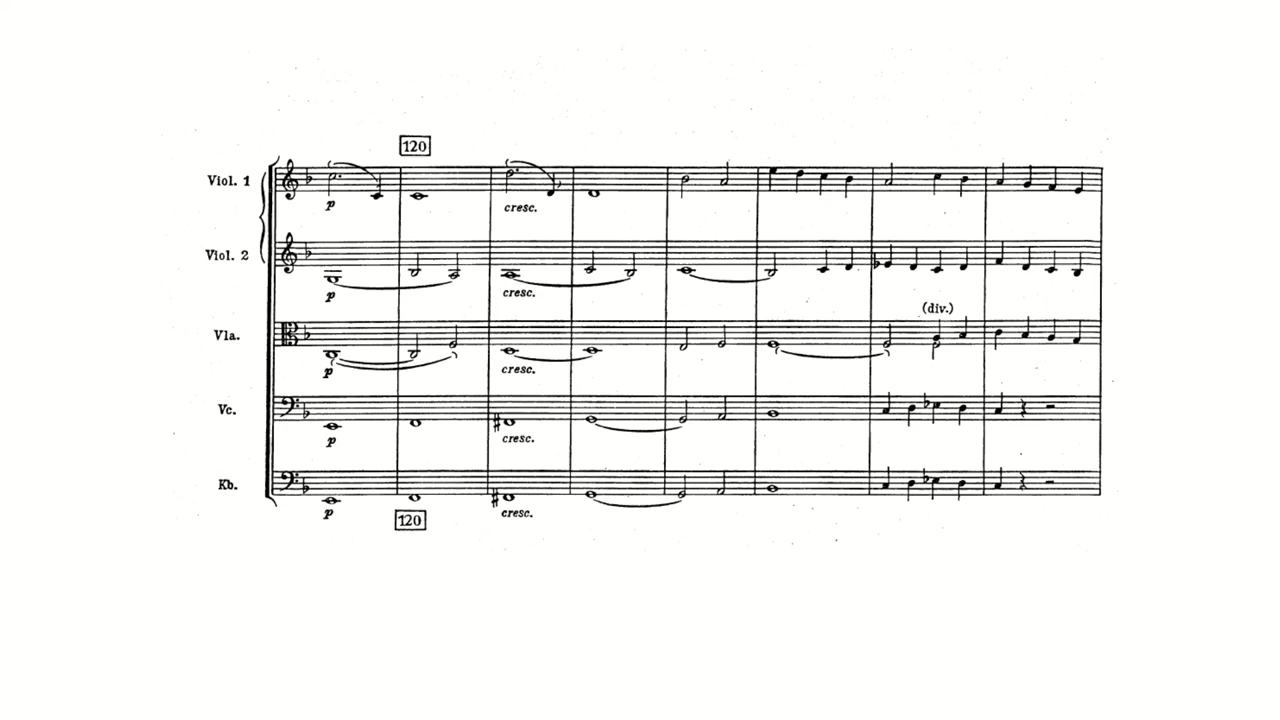 120
Viol. 1
p
cresc.
Viol. 2
p
cresc.
(div.)
Vla.
p
cresc.
Vc.
p
cresc.
Kb.
p
cresc.
120